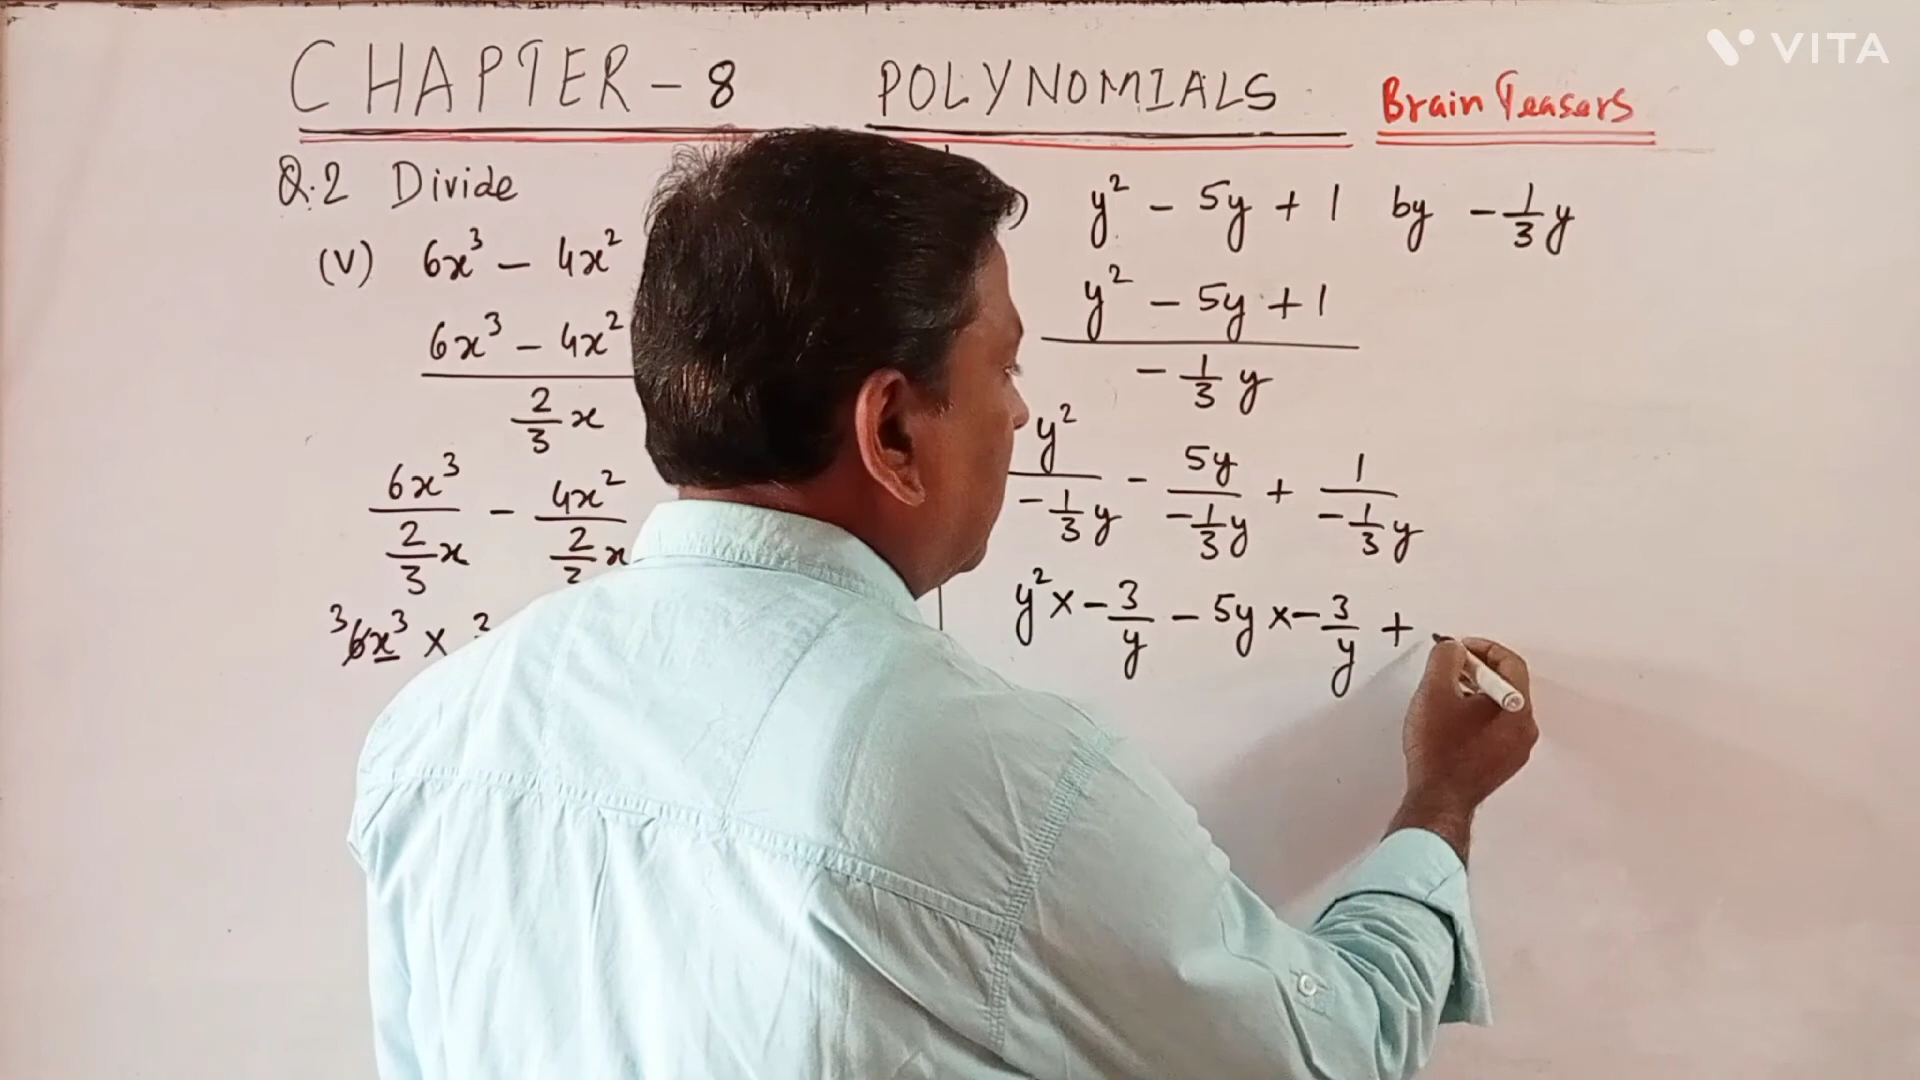 VITA
CHAPTER - 8 POLYNOMIALS Brain Teasers
Q.2 Divide
(V) 6x³ - 4x²
6x³ - 4x²
2/3 x
6x³ / 2/3 x - 4x² / 2/3 x
³6x³ ×
) y² - 5y + 1 by -1/3 y
y² - 5y + 1
-1/3 y
y² / -1/3 y - 5y / -1/3 y + 1 / -1/3 y
y² × -3/y - 5y × -3/y +